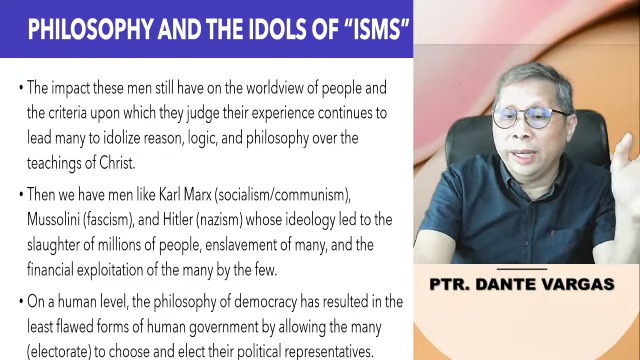 PHILOSOPHY AND THE IDOLS OF “ISMS”
• The impact these men still have on the worldview of people and
the criteria upon which they judge their experience continues to
lead many to idolize reason, logic, and philosophy over the
teachings of Christ.
• Then we have men like Karl Marx (socialism/communism),
Mussolini (fascism), and Hitler (nazism) whose ideology led to the
slaughter of millions of people, enslavement of many, and the
financial exploitation of the many by the few.
• On a human level, the philosophy of democracy has resulted in the
least flawed forms of human government by allowing the many
(electorate) to choose and elect their political representatives.
PTR. DANTE VARGAS